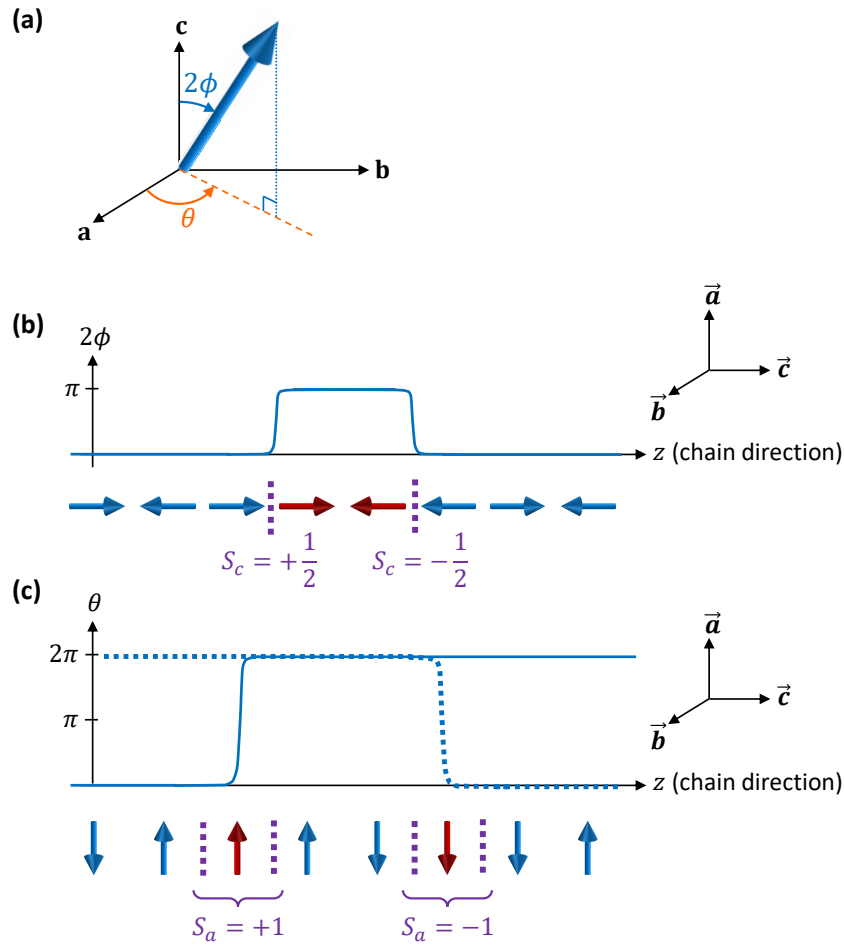 (a)
c
2ϕ
b
θ
a
(b)
2ϕ
π
z (chain direction)
a⃗
b⃗
c⃗
S_c = +1/2
S_c = −1/2
(c)
θ
2π
π
z (chain direction)
a⃗
b⃗
c⃗
S_a = +1
S_a = −1